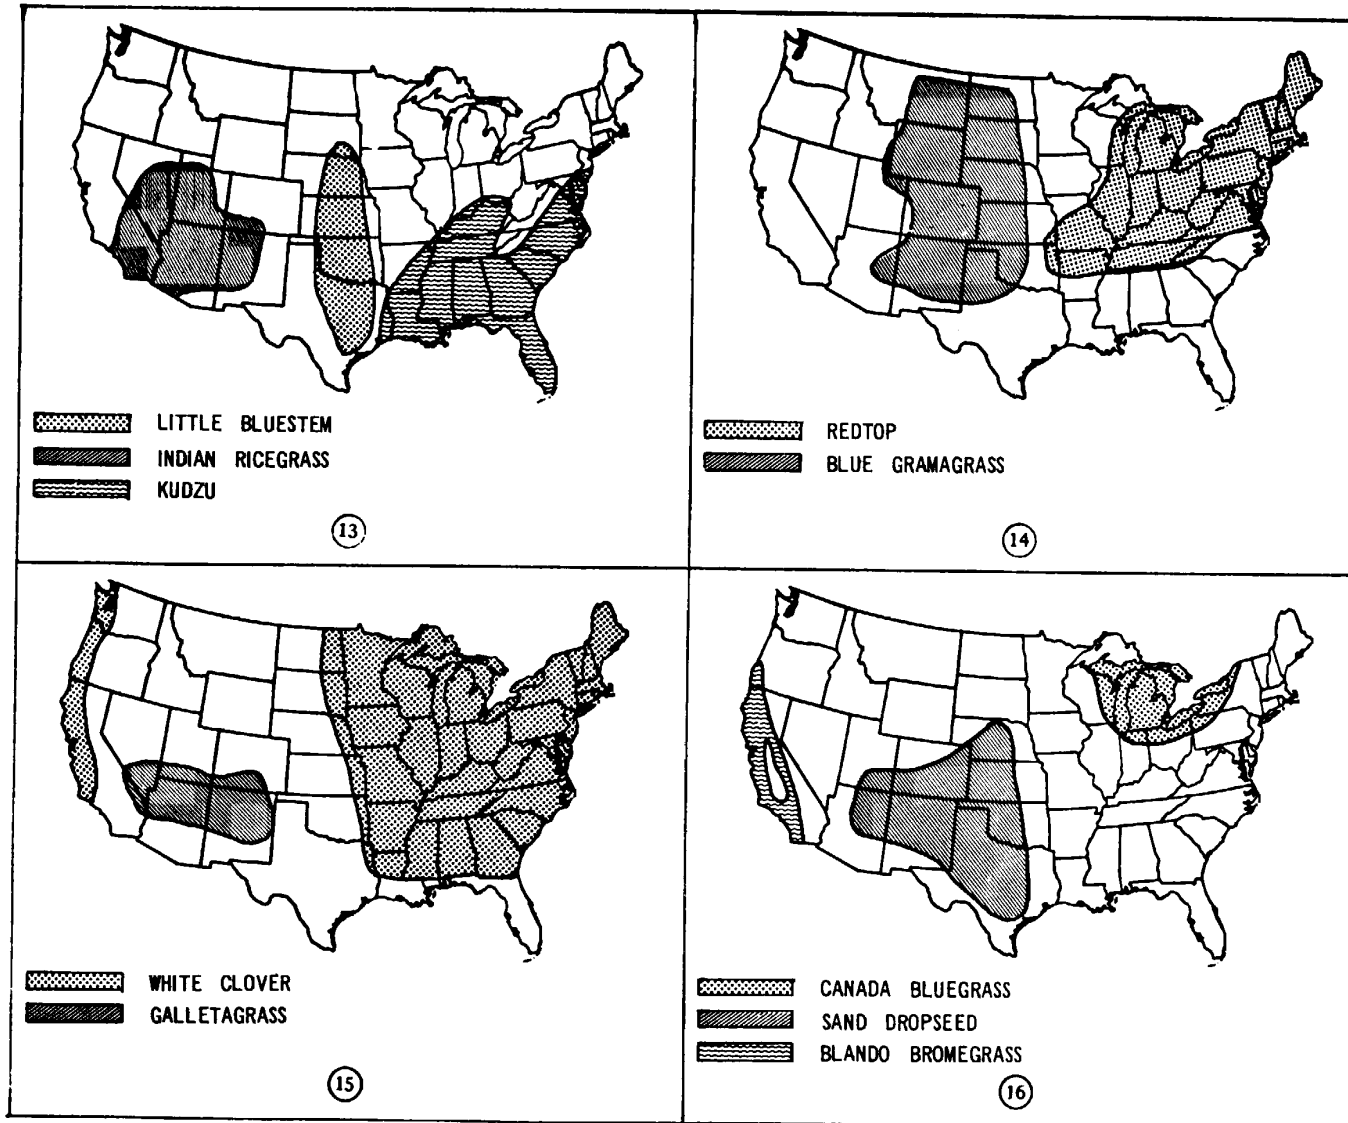 LITTLE BLUESTEM
INDIAN RICEGRASS
KUDZU
13
REDTOP
BLUE GRAMAGRASS
14
WHITE CLOVER
GALLETAGRASS
15
CANADA BLUEGRASS
SAND DROPSEED
BLANDO BROMEGRASS
16